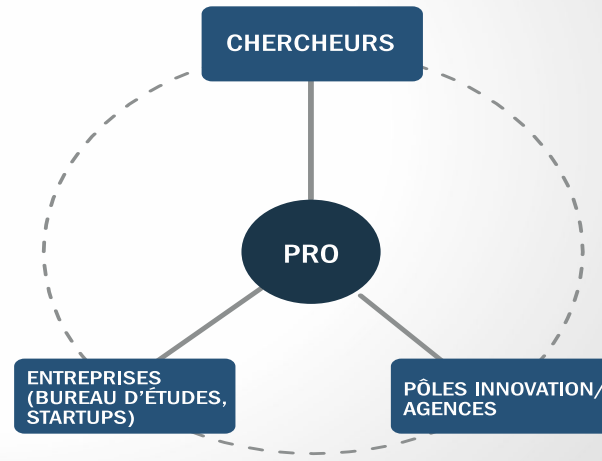 CHERCHEURS
PRO
ENTREPRISES
(BUREAU D'ÉTUDES,
STARTUPS)
PÔLES INNOVATION/
AGENCES